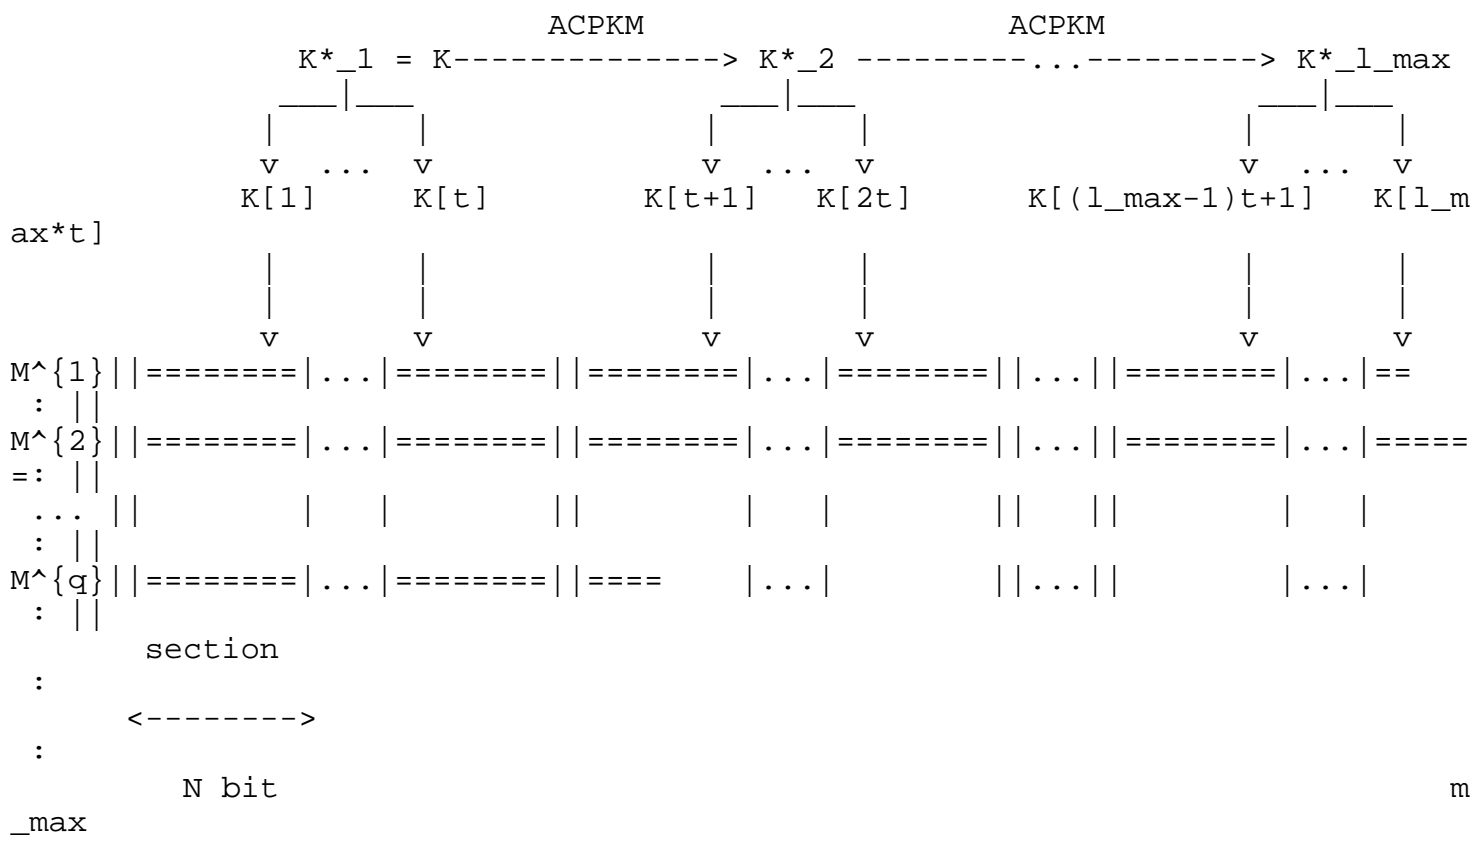 ACPKM                   ACPKM
               K*_1 = K--------------> K*_2 ---------...---------> K*_l_max
              ___|___                ___|___                     ___|___
             |       |              |       |                   |       |
             v  ...  v              v  ...  v                   v  ...  v
            K[1]     K[t]        K[t+1]   K[2t]      K[(l_max-1)t+1]   K[l_m
ax*t]
             |       |              |       |                   |       |
             |       |              |       |                   |       |
             v       v              v       v                   v       v
M^{1}||========|...|========||========|...|========||...||========|...|==
 : ||
M^{2}||========|...|========||========|...|========||...||========|...|=====
=: ||
 ... ||         |   |         ||        |   |        ||   ||        |   |
 : ||
M^{q}||========|...|========||====    |...|        ||...||        |...|
 : ||
       section
 :
      <-------->
 :
         N bit                                                             m
_max